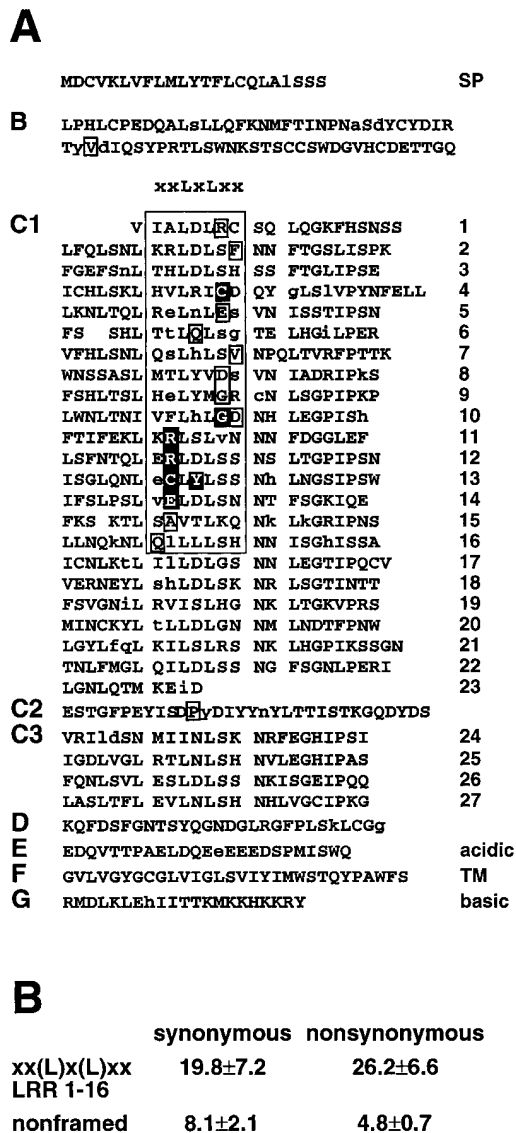 A
MDCVKLVFLMLYTFLCQLAlSSS SP
B LPHLCPEDQALsLLQFKNMFTINPNaSdYCYDIR
TyVdIQSYPRTLSWNKSTSCCSWDGVHCDETTGQ
xxLxLxx
C1 V IALDLRC SQ LQGKFHSNSS 1
LFQLSNL KRLDLSF NN FTGSLISPK 2
FGEFSnL THLDLSH SS FTGLIPSE 3
ICHLSKL HVLRICD QY gLSlVPYNFELL 4
LKNLTQL ReLnLEs VN ISSTIPSN 5
FS SHL TtLQLsg TE LHGiLPER 6
VFHLSNL QsLhLSV NPQLTVRFPTTK 7
WNSSASL MTLYVDs VN IADRIPkS 8
FSHLTSL HeLYMGR cN LSGPIPKP 9
LWNLTNI VFLhLGD NH LEGPISh 10
FTIFEKL KRLSLvN NN FDGGLEF 11
LSFNTQL ERLDLSS NS LTGPIPSN 12
ISGLQNL eCLYLSS Nh LNGSIPSW 13
IFSLPSL vELDLSN NT FSGKIQE 14
FKS KTL SAVTLKQ Nk LkGRIPNS 15
LLNQkNL QlLLLSH NN ISGhISSA 16
ICNLKtL IlLDLGS NN LEGTIPQCV 17
VERNEYL shLDLSK NR LSGTINTT 18
FSVGNiL RVISLHG NK LTGKVPRS 19
MINCKYL tLLDLGN NM LNDTFPNW 20
LGYLfqL KILSLRS NK LHGPIKSSGN 21
TNLFMGL QILDLSS NG FSGNLPERI 22
LGNLQTM KEiD 23
C2 ESTGFPEYISDPyDIYYnYLTTISTKGQDYDS
C3 VRIldSN MIINLSK NRFEGHIPSI 24
IGDLVGL RTLNLSH NVLEGHIPAS 25
FQNLSVL ESLDLSS NKISGEIPQQ 26
LASLTFL EVLNLSH NHLVGCIPKG 27
D KQFDSFGNTSYQGNDGLRGFPLSkLCGg
E EDQVTTPAELDQEeEEEDSPMISWQ acidic
F GVLVGYGCGLVIGLSVIYIMWSTQYPAWFS TM
G RMDLKLEhIITTKMKKHKKRY basic
B
synonymous nonsynonymous
xx(L)x(L)xx 19.8±7.2 26.2±6.6
LRR 1-16
nonframed 8.1±2.1 4.8±0.7